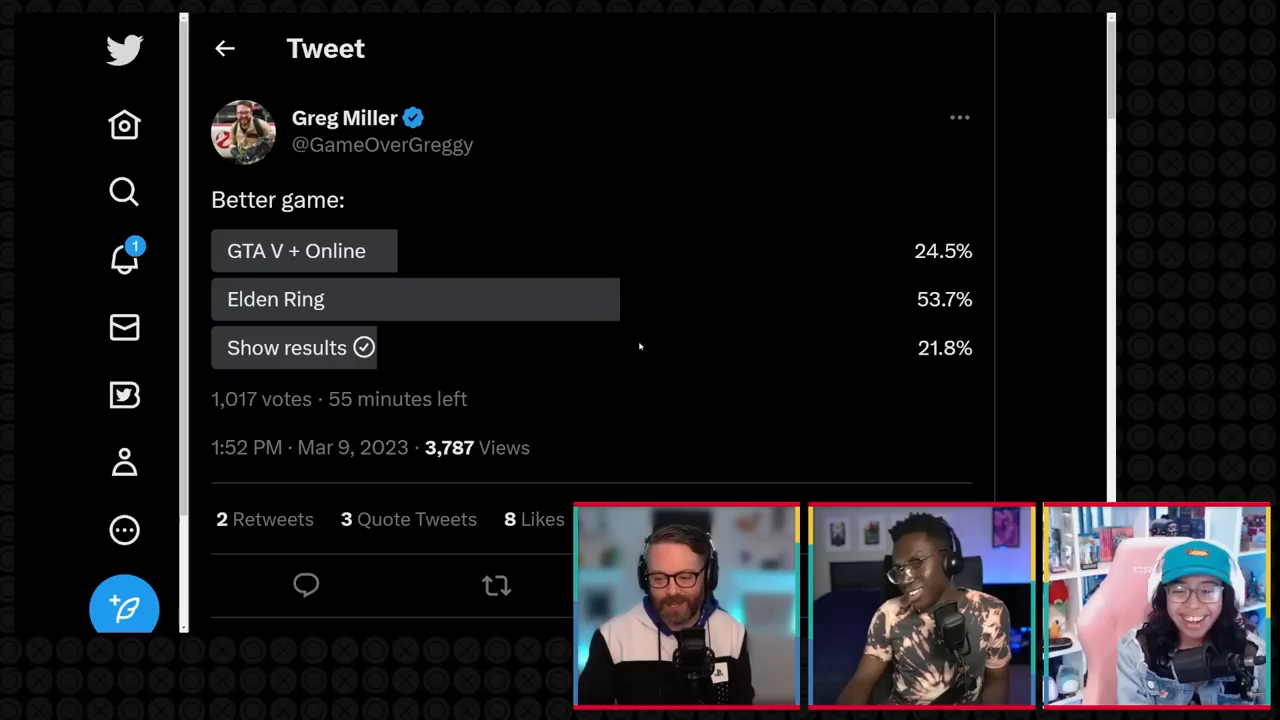 Tweet
Greg Miller
@GameOverGreggy
Better game:
GTA V + Online 24.5%
Elden Ring 53.7%
Show results 21.8%
1,017 votes · 55 minutes left
1:52 PM · Mar 9, 2023 · 3,787 Views
2 Retweets 3 Quote Tweets 8 Likes
1